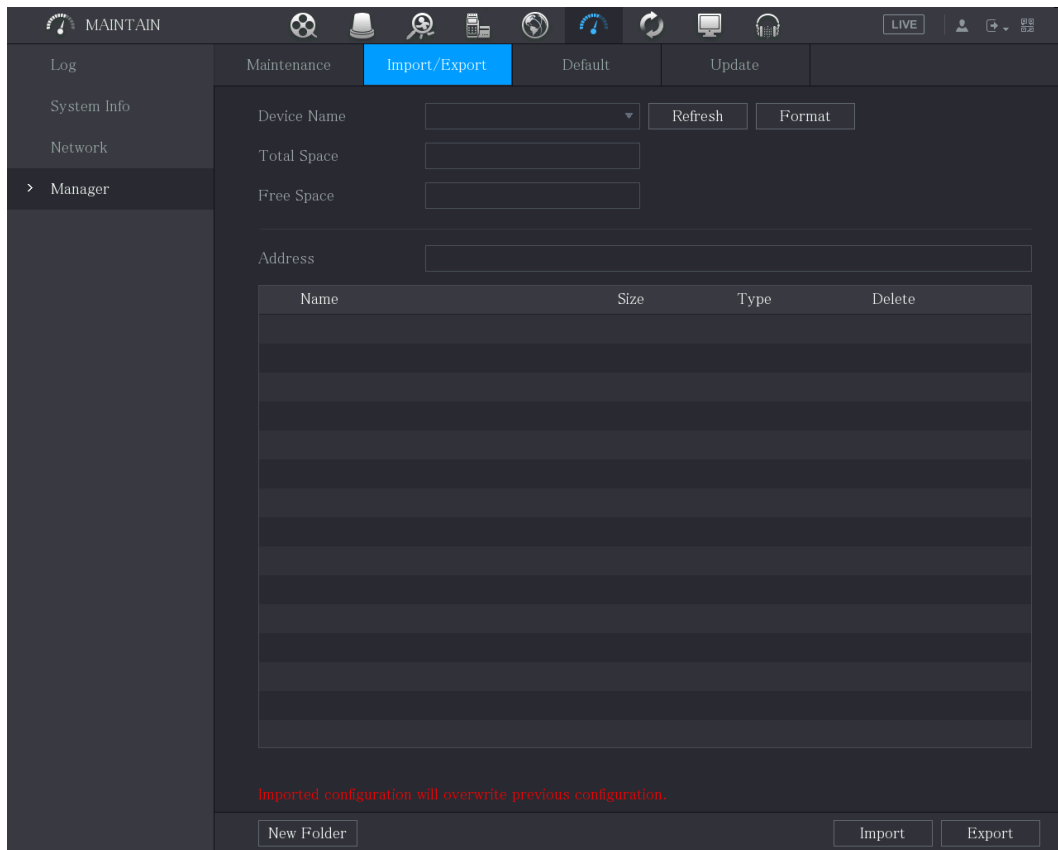 MAINTAIN LIVE
Log
System Info
Network
Manager
Maintenance Import/Export Default Update
Device Name Refresh Format
Total Space
Free Space
Address
Name Size Type Delete
Imported configuration will overwrite previous configuration.
New Folder Import Export